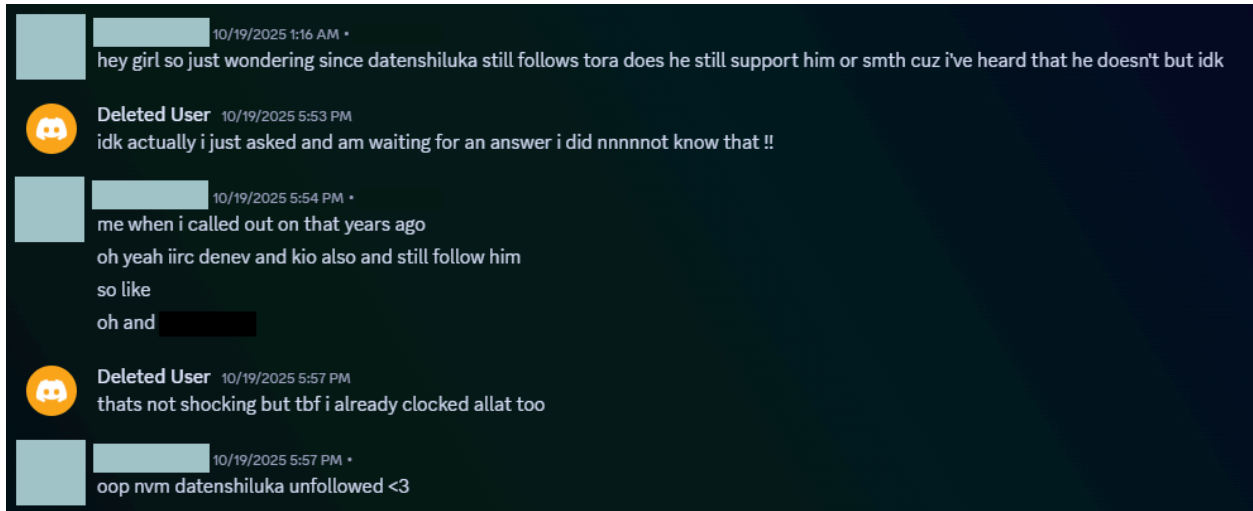 10/19/2025 1:16 AM •
hey girl so just wondering since datenshiluka still follows tora does he still support him or smth cuz i've heard that he doesn't but idk
Deleted User 10/19/2025 5:53 PM
idk actually i just asked and am waiting for an answer i did nnnnnot know that !!
10/19/2025 5:54 PM •
me when i called out on that years ago
oh yeah iirc denev and kio also and still follow him
so like
oh and
Deleted User 10/19/2025 5:57 PM
thats not shocking but tbf i already clocked allat too
10/19/2025 5:57 PM •
oop nvm datenshiluka unfollowed <3